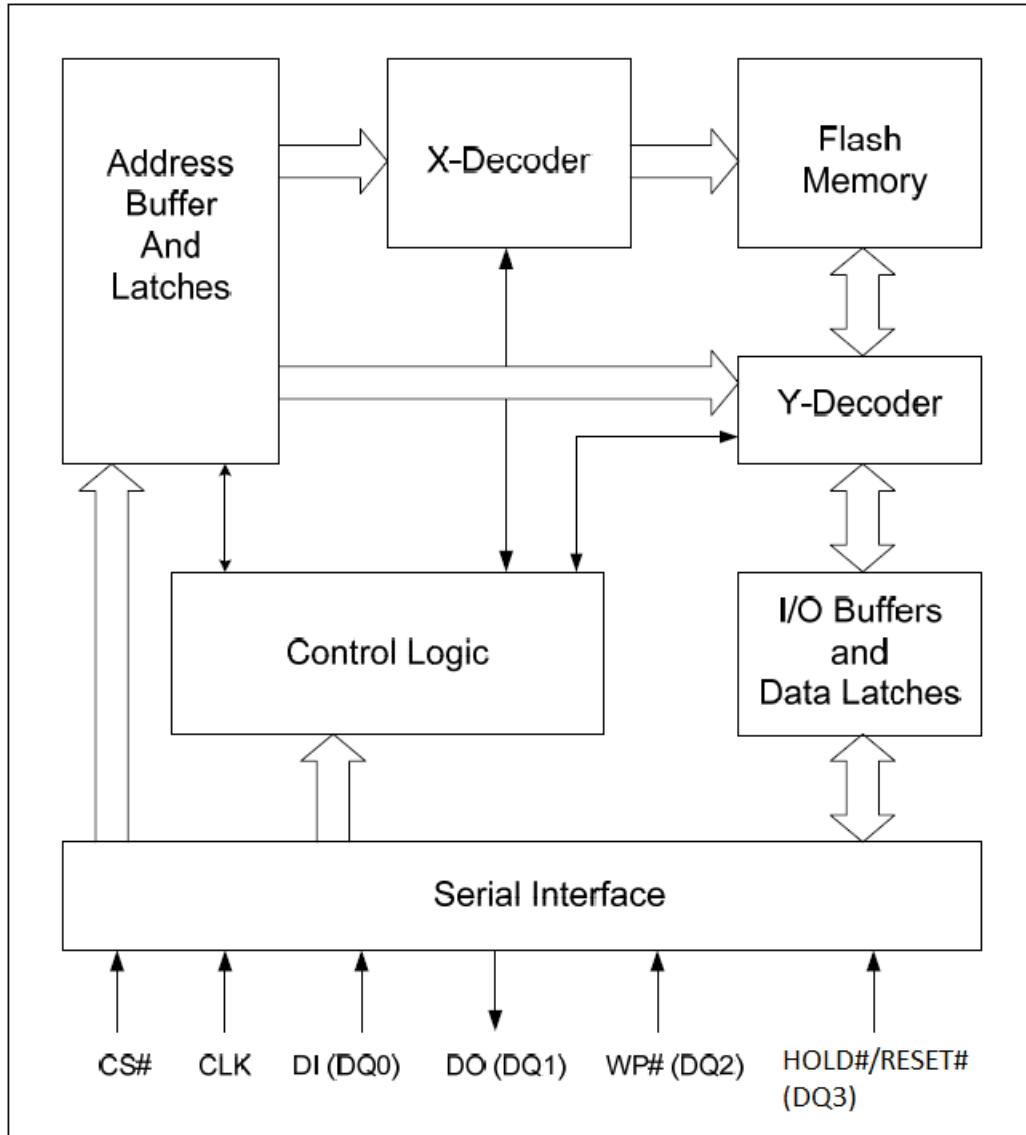 Address
Buffer
And
Latches
X-Decoder
Flash
Memory
Y-Decoder
Control Logic
I/O Buffers
and
Data Latches
Serial Interface
CS#
CLK
DI (DQ0)
DO (DQ1)
WP# (DQ2)
HOLD#/RESET#
(DQ3)